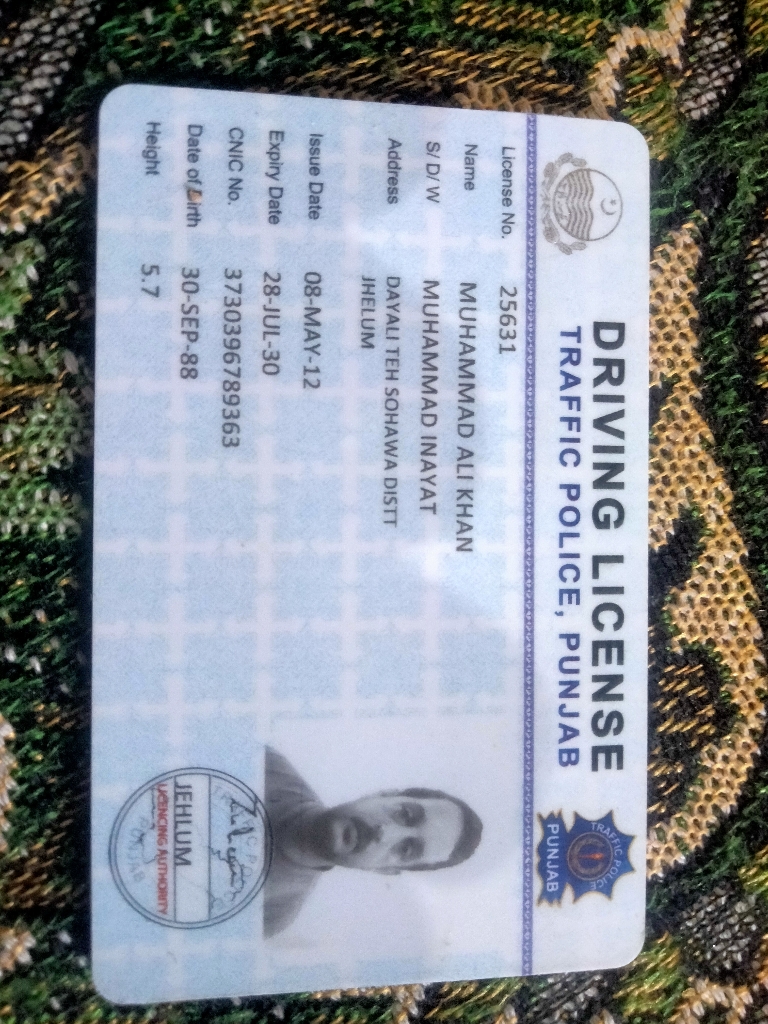 DRIVING LICENSE
TRAFFIC POLICE, PUNJAB
TRAFFIC POLICE
PUNJAB
License No. 25631
Name MUHAMMAD ALI KHAN
S/ D/ W MUHAMMAD INAYAT
Address DAYALI TEH SOHAWA DISTT
JHELUM
Issue Date 08-MAY-12
Expiry Date 28-JUL-30
CNIC No. 3730396789363
Date of Birth 30-SEP-88
Height 5.7
JEHLUM
LICENCING AUTHORITY